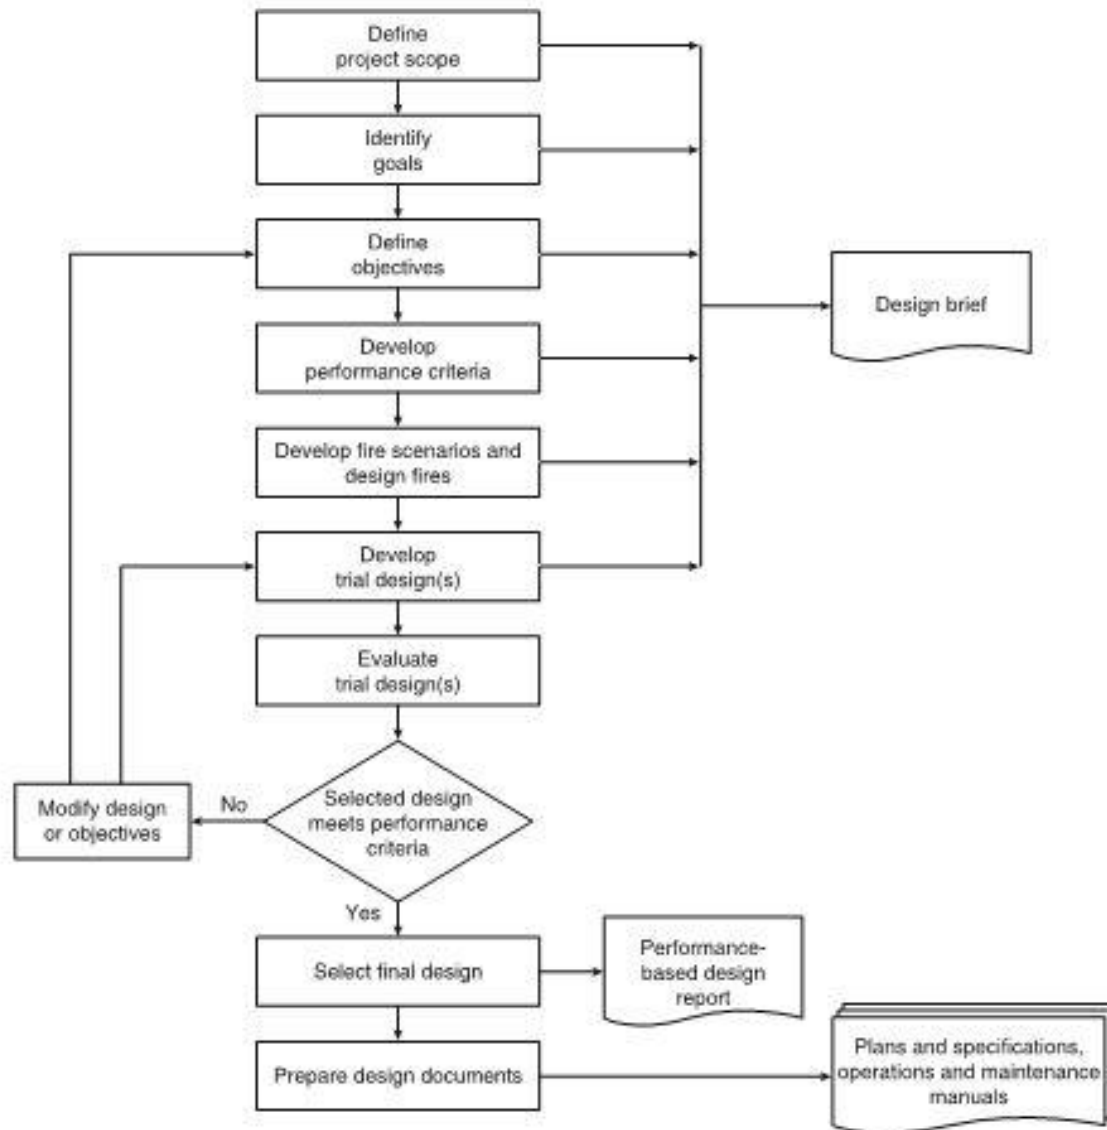 Define
project scope
Identify
goals
Define
objectives
Design brief
Develop
performance criteria
Develop fire scenarios and
design fires
Develop
trial design(s)
Evaluate
trial design(s)
Modify design
or objectives
No
Selected design
meets performance
criteria
Yes
Select final design
Performance-
based design
report
Prepare design documents
Plans and specifications,
operations and maintenance
manuals